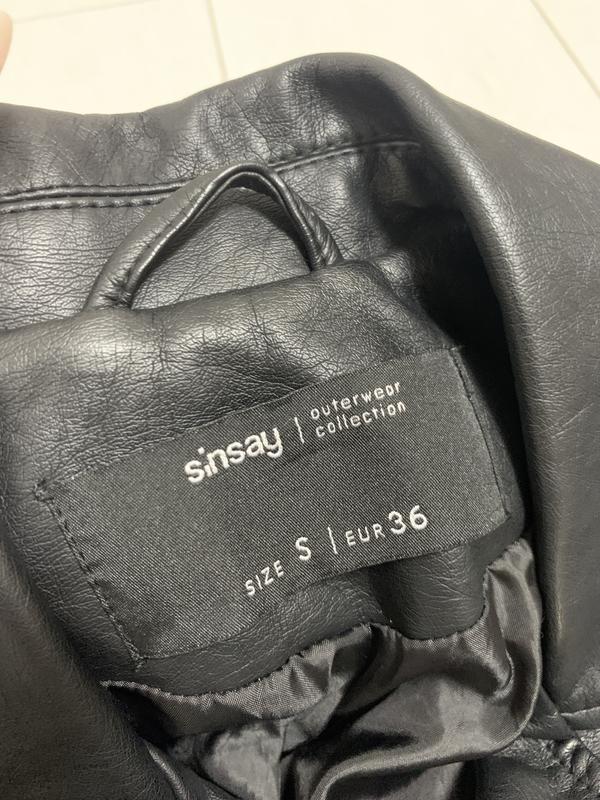 sinsay | outerwear
collection
SIZE S | EUR 36